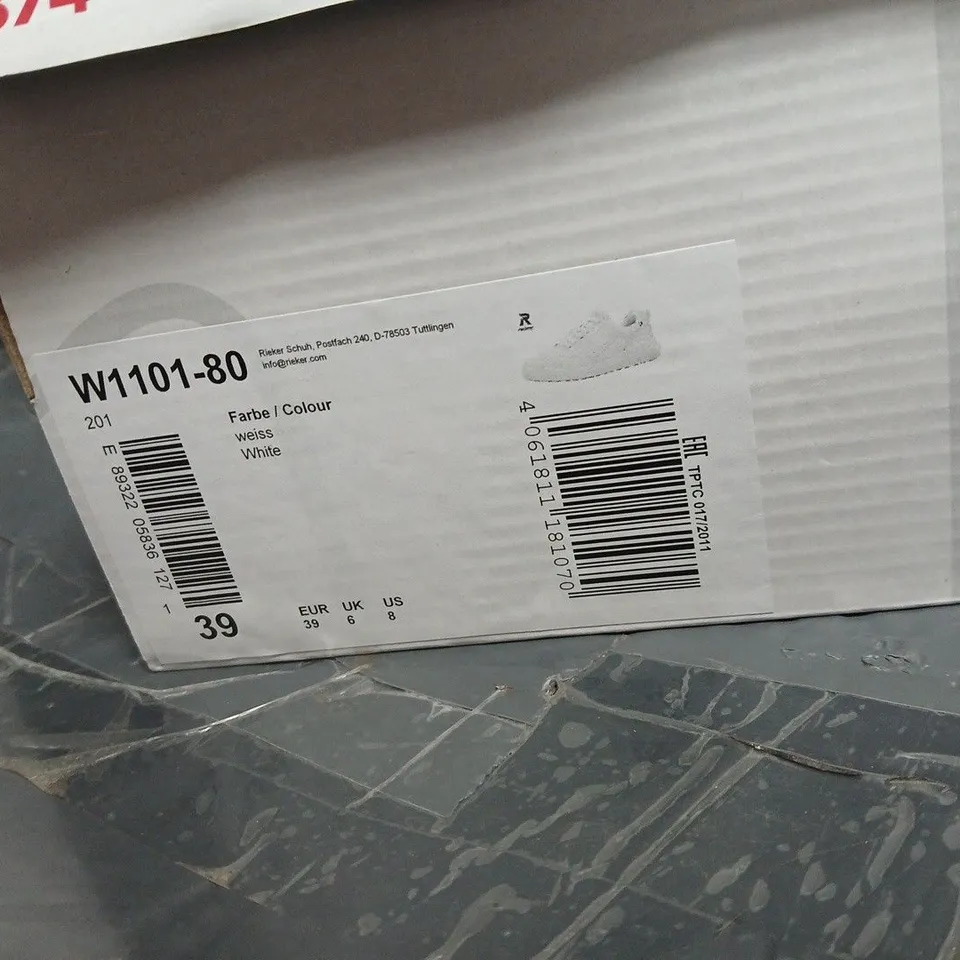 W1101-80
Rieker Schuh, Postfach 240, D-78503 Tuttlingen
info@rieker.com
201
Farbe / Colour
weiss
White
E 89322 05836 127 1
39
EUR UK US
39 6 8
R
4 061811 181070
EAC TPTC 017/2011